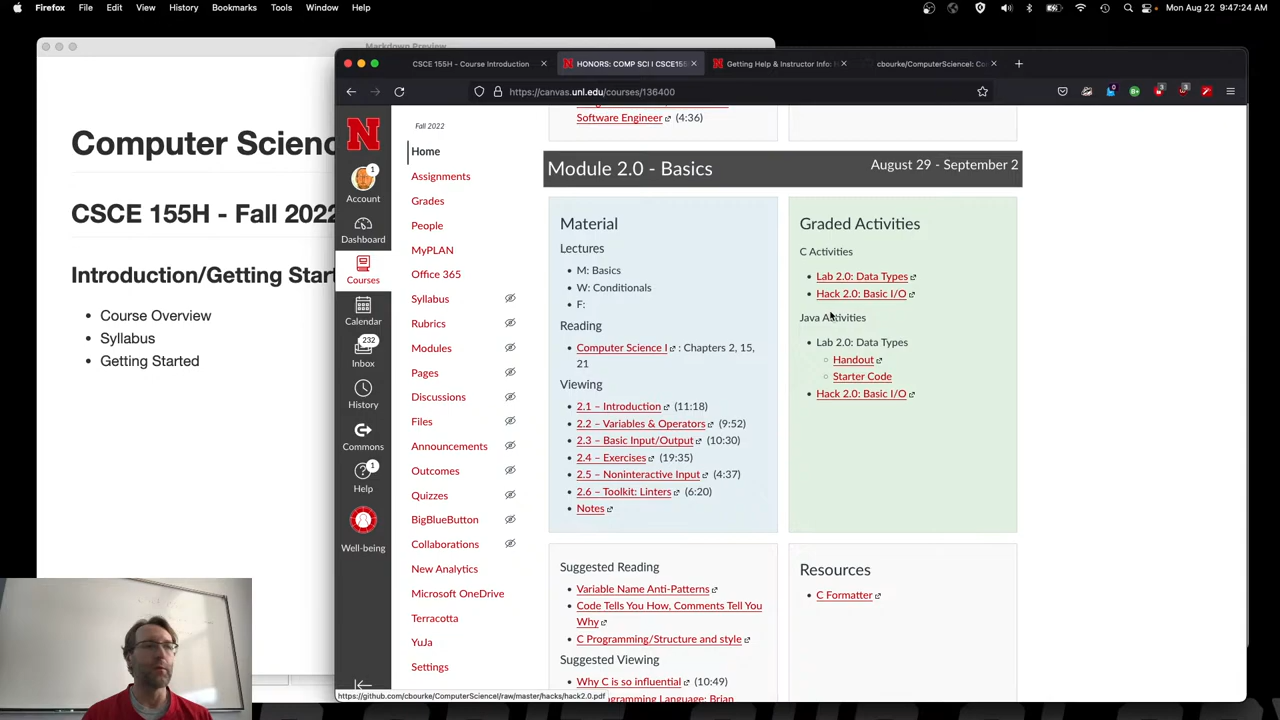 Firefox File Edit View History Bookmarks Tools Window Help
Mon Aug 22 9:47:24 AM
Markdown Preview
CSCE 155H - Course Introduction
HONORS: COMP SCI I CSCE155
Getting Help & Instructor Info: H
cbourke/ComputerScienceI: Co
https://canvas.unl.edu/courses/136400
Computer Scienc
CSCE 155H - Fall 2022
Introduction/Getting Start
Course Overview
Syllabus
Getting Started
1
Account
Dashboard
Courses
Calendar
232
Inbox
History
Commons
1
Help
Well-being
Fall 2022
Home
Assignments
Grades
People
MyPLAN
Office 365
Syllabus
Rubrics
Modules
Pages
Discussions
Files
Announcements
Outcomes
Quizzes
BigBlueButton
Collaborations
New Analytics
Microsoft OneDrive
Terracotta
YuJa
Settings
Software Engineer (4:36)
Module 2.0 - Basics
August 29 - September 2
Material
Lectures
M: Basics
W: Conditionals
F:
Reading
Computer Science I : Chapters 2, 15,
21
Viewing
2.1 – Introduction (11:18)
2.2 – Variables & Operators (9:52)
2.3 – Basic Input/Output (10:30)
2.4 – Exercises (19:35)
2.5 – Noninteractive Input (4:37)
2.6 – Toolkit: Linters (6:20)
Notes
Graded Activities
C Activities
Lab 2.0: Data Types
Hack 2.0: Basic I/O
Java Activities
Lab 2.0: Data Types
Handout
Starter Code
Hack 2.0: Basic I/O
Suggested Reading
Variable Name Anti-Patterns
Code Tells You How, Comments Tell You
Why
C Programming/Structure and style
Suggested Viewing
Why C is so influential (10:49)
ogramming Language: Brian
Resources
C Formatter
https://github.com/cbourke/ComputerScienceI/raw/master/hacks/hack2.0.pdf